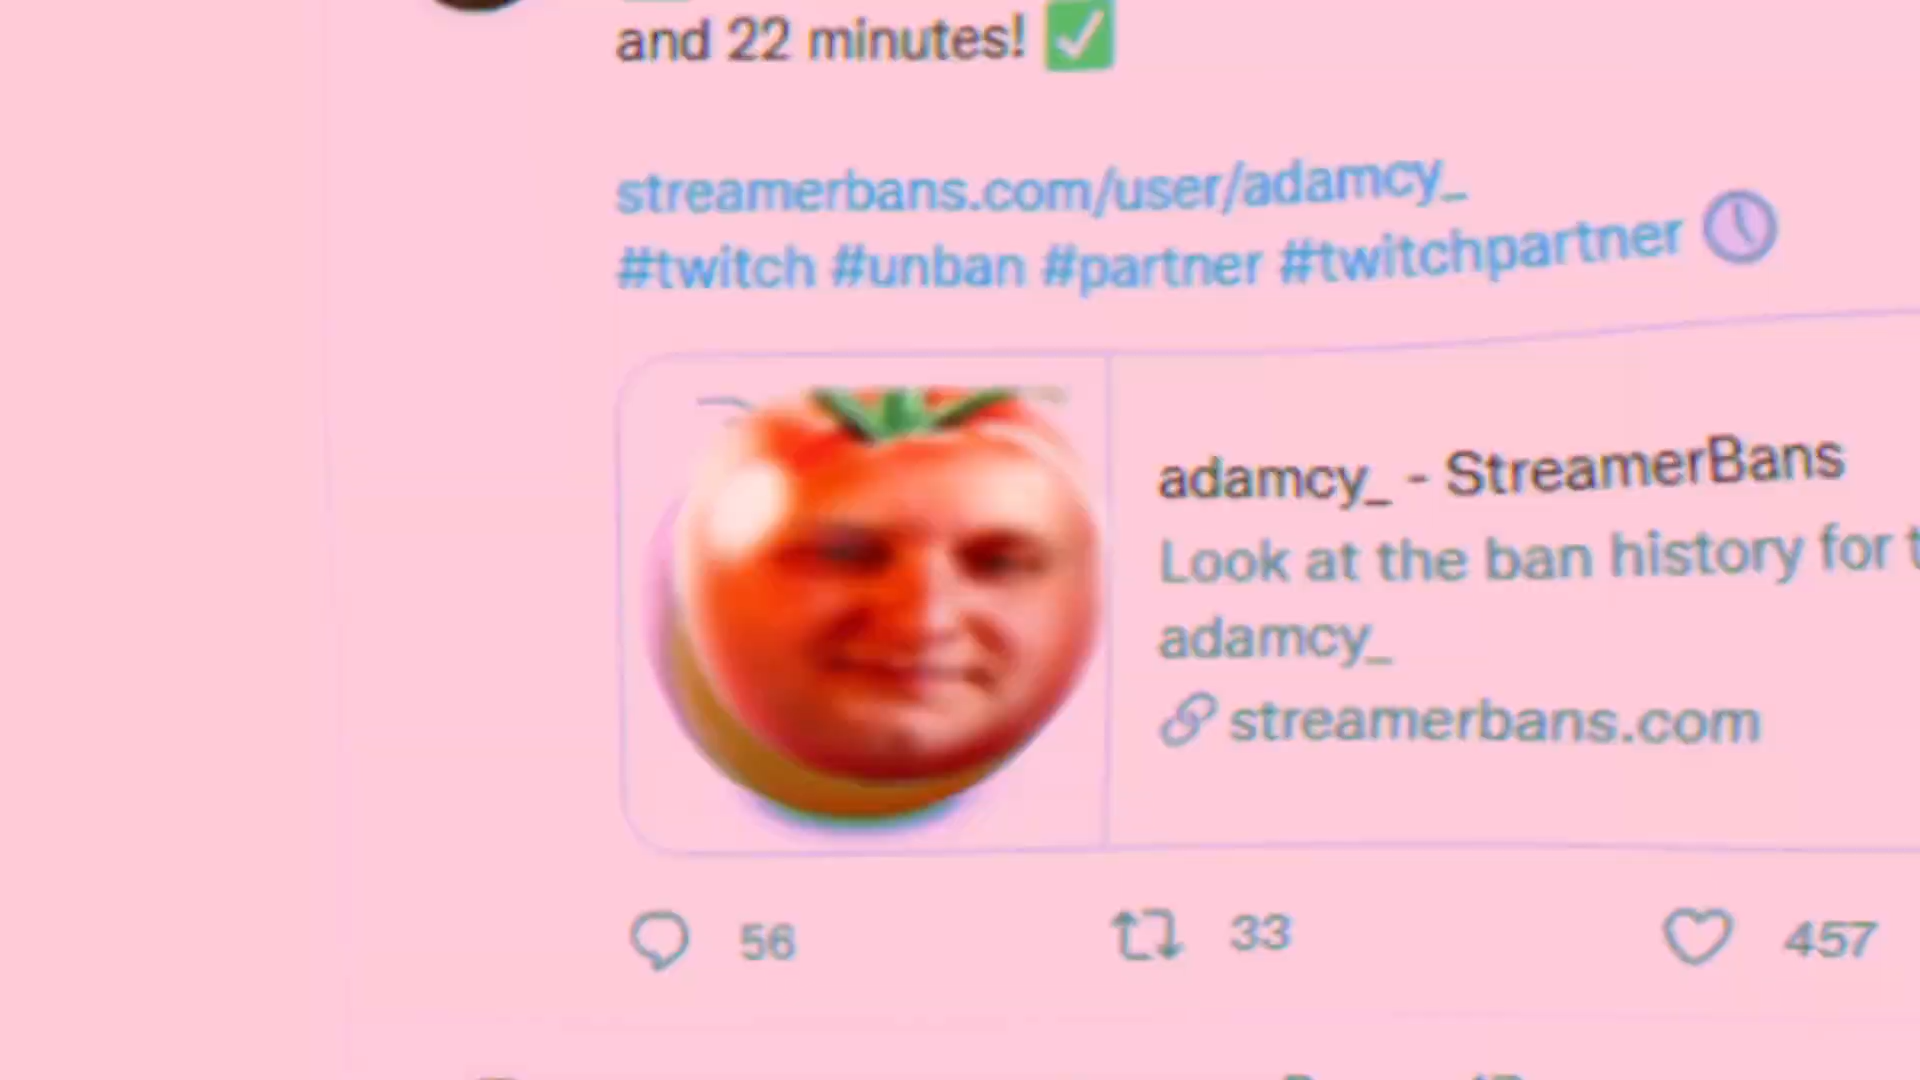 and 22 minutes! ✅
streamerbans.com/user/adamcy_
#twitch #unban #partner #twitchpartner
adamcy_ - StreamerBans
Look at the ban history for
adamcy_
streamerbans.com
56
33
457